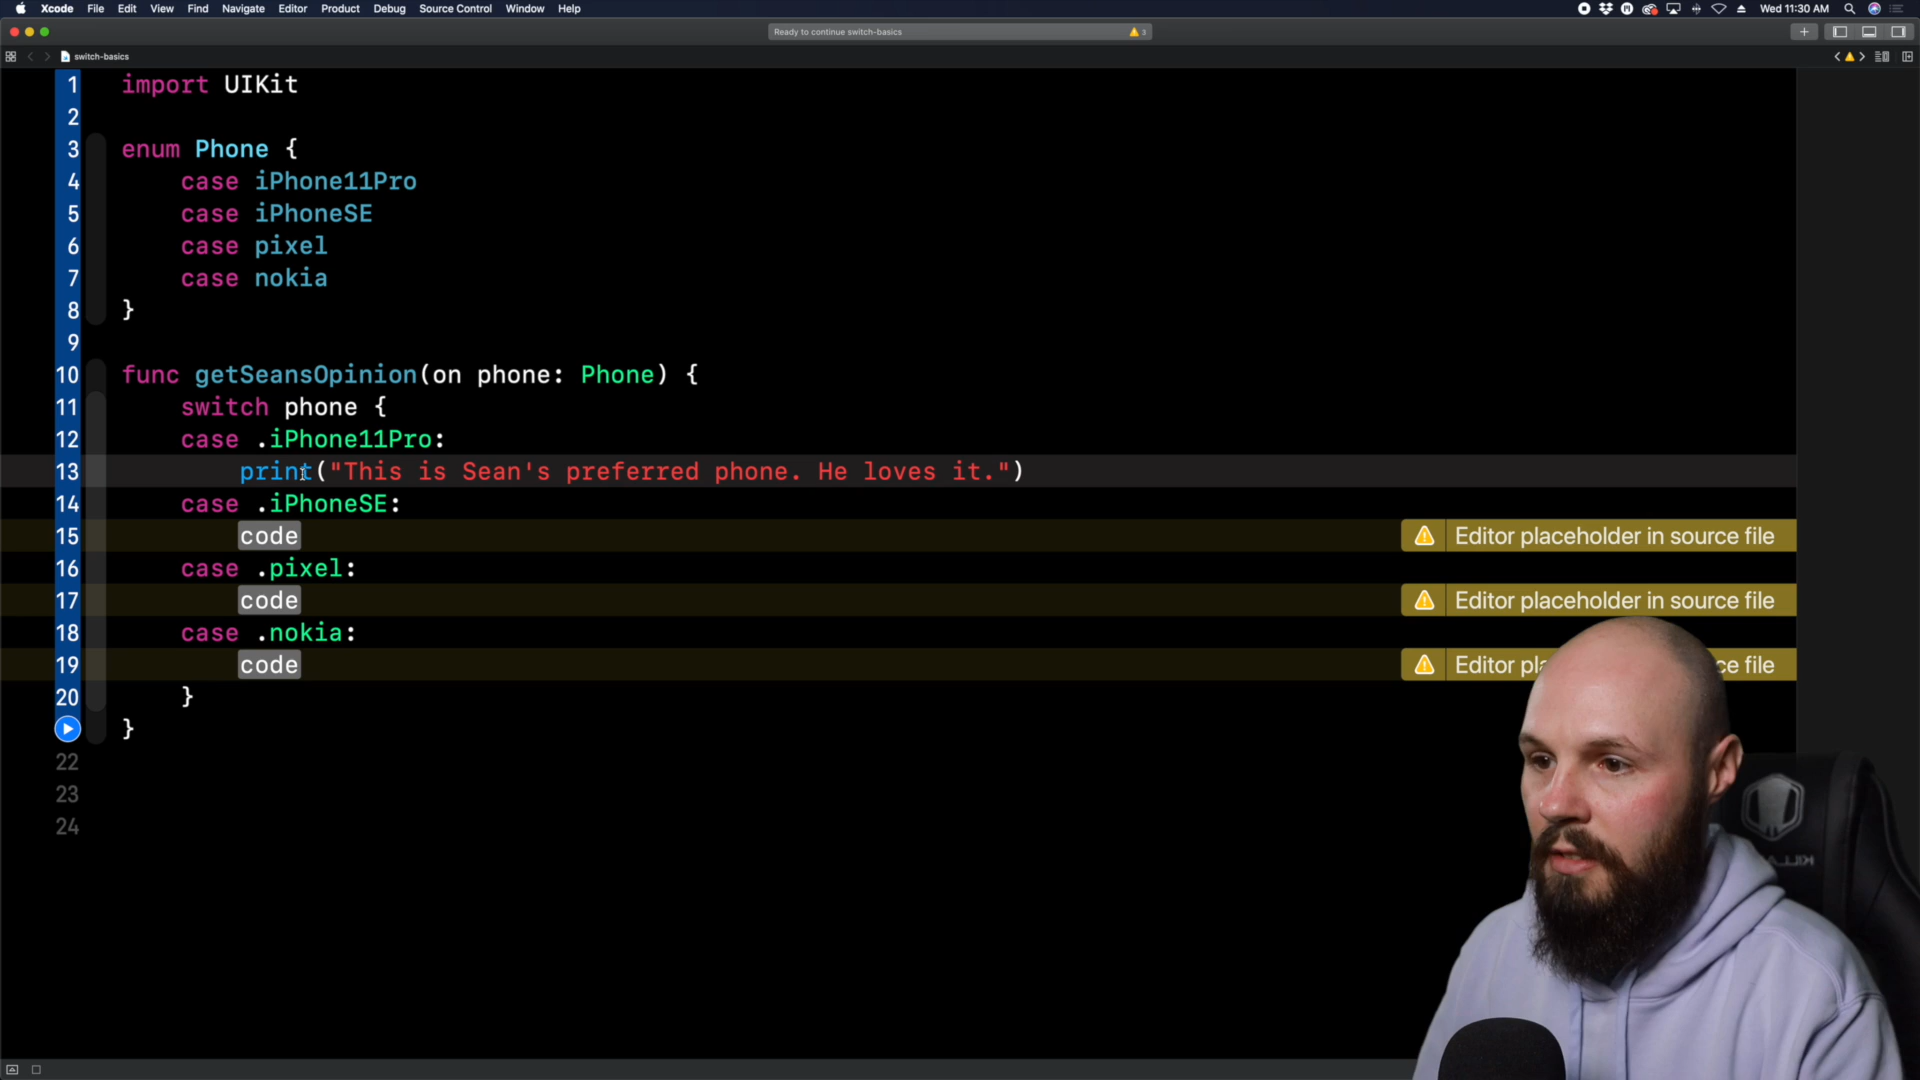 Xcode File Edit View Find Navigate Editor Product Debug Source Control Window Help
Wed 11:30 AM
Ready to continue switch-basics
3
switch-basics
1 import UIKit
2
3 enum Phone {
4 case iPhone11Pro
5 case iPhoneSE
6 case pixel
7 case nokia
8 }
9
10 func getSeansOpinion(on phone: Phone) {
11 switch phone {
12 case .iPhone11Pro:
13 print("This is Sean's preferred phone. He loves it.")
14 case .iPhoneSE:
15 code Editor placeholder in source file
16 case .pixel:
17 code Editor placeholder in source file
18 case .nokia:
19 code Editor ce file
20 }
}
22
23
24